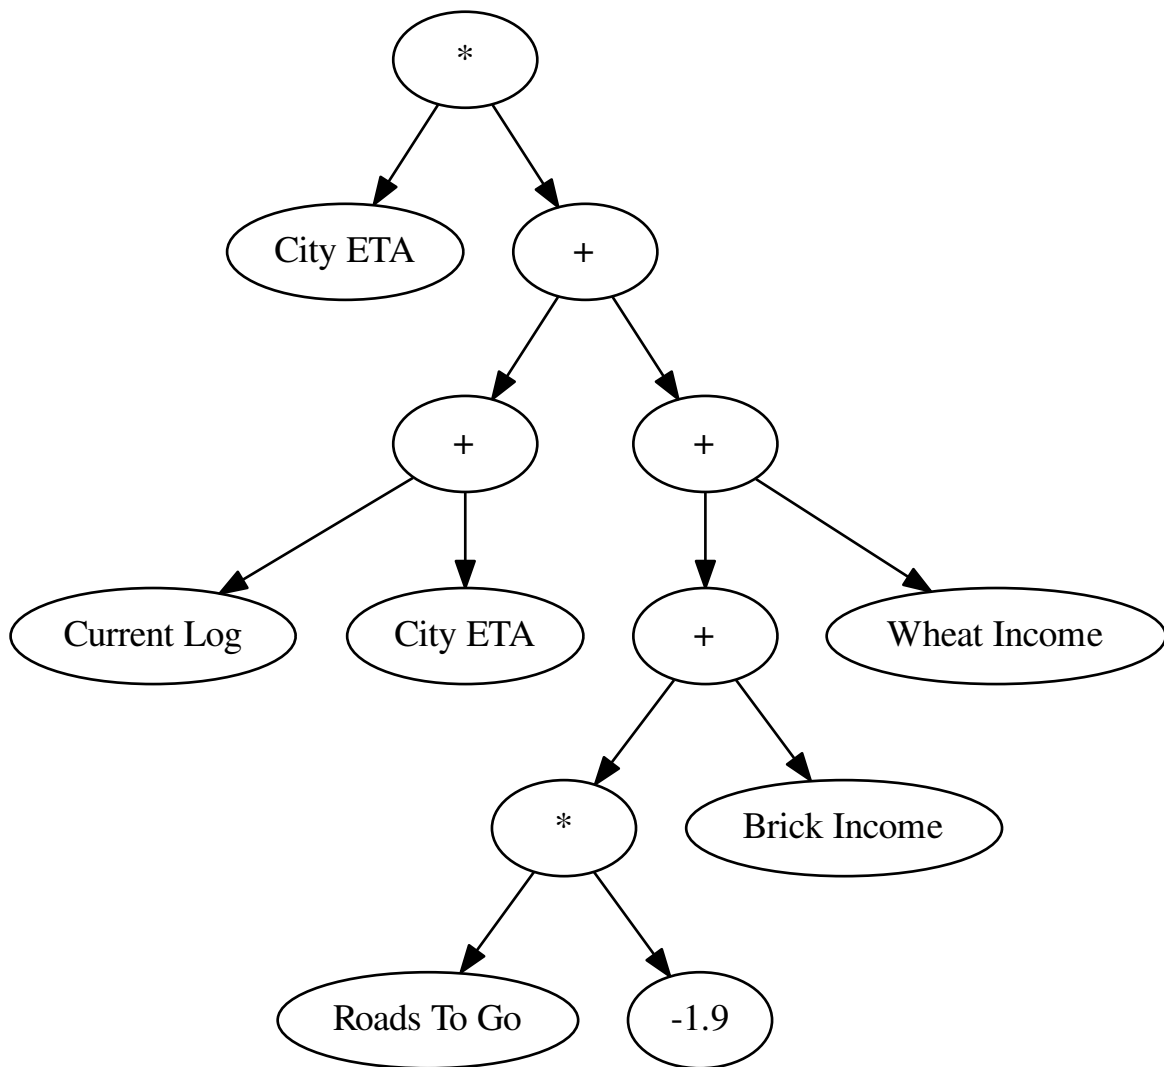 *
City ETA
+
+
+
Current Log
City ETA
+
Wheat Income
*
Brick Income
Roads To Go
-1.9